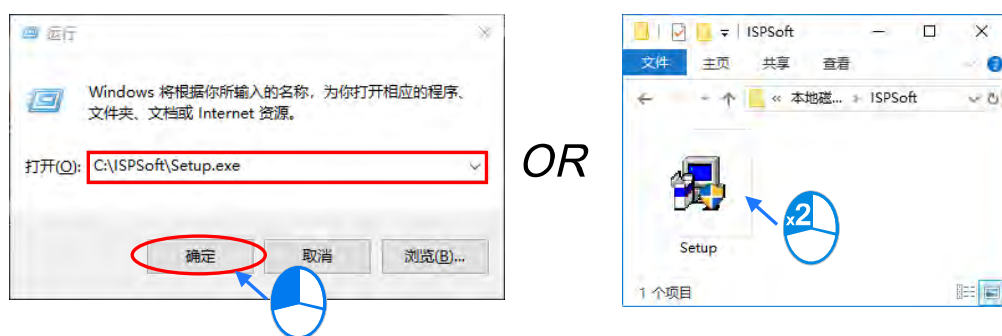 运行
Windows 将根据你所输入的名称，为你打开相应的程序、
文件夹、文档或 Internet 资源。
打开(O): C:\ISPSoft\Setup.exe
确定 取消 浏览(B)...
OR
ISPSoft
文件 主页 共享 查看
« 本地磁... › ISPSoft
x2
Setup
1 个项目